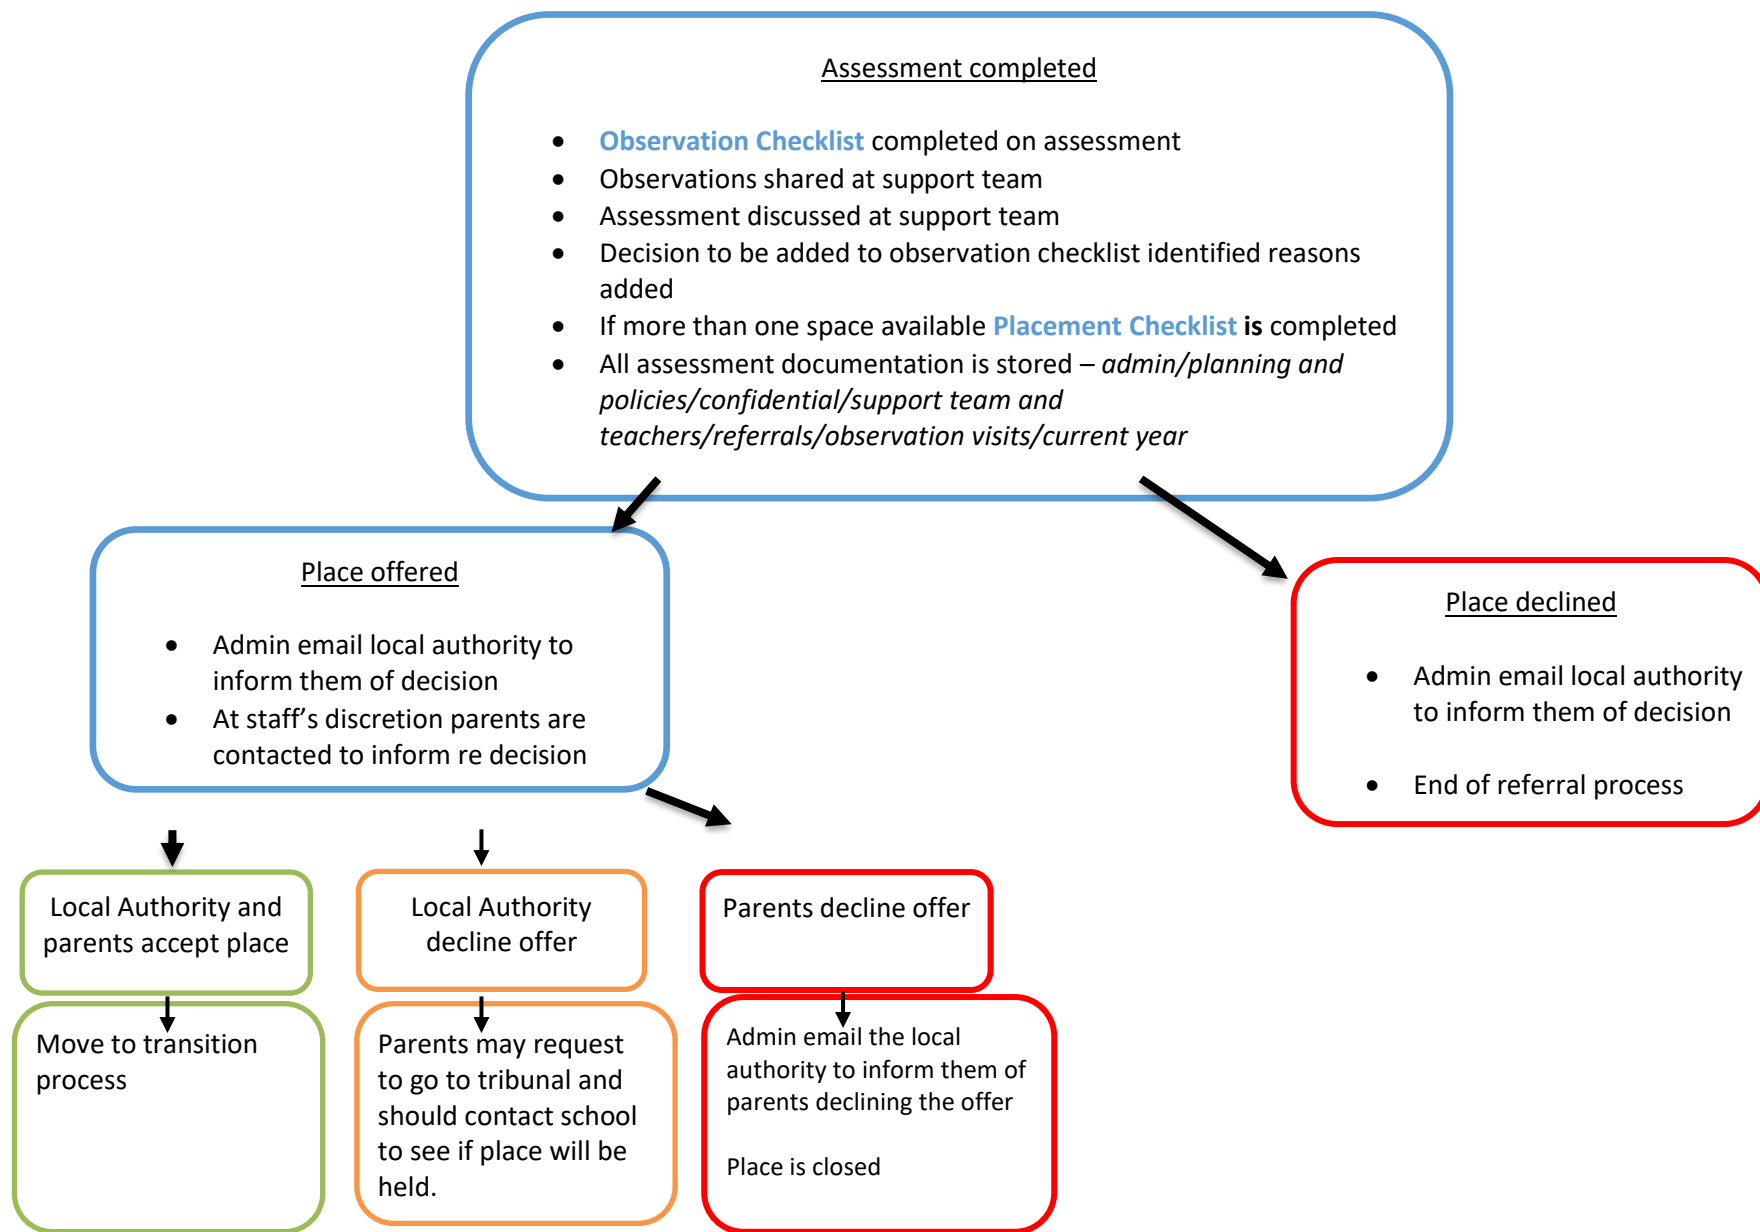 Assessment completed
• Observation Checklist completed on assessment
• Observations shared at support team
• Assessment discussed at support team
• Decision to be added to observation checklist identified reasons
added
• If more than one space available Placement Checklist is completed
• All assessment documentation is stored – admin/planning and
policies/confidential/support team and
teachers/referrals/observation visits/current year
Place offered
• Admin email local authority to
inform them of decision
• At staff’s discretion parents are
contacted to inform re decision
Place declined
• Admin email local authority
to inform them of decision
• End of referral process
Local Authority and
parents accept place
Local Authority
decline offer
Parents decline offer
Move to transition
process
Parents may request
to go to tribunal and
should contact school
to see if place will be
held.
Admin email the local
authority to inform them of
parents declining the offer
Place is closed